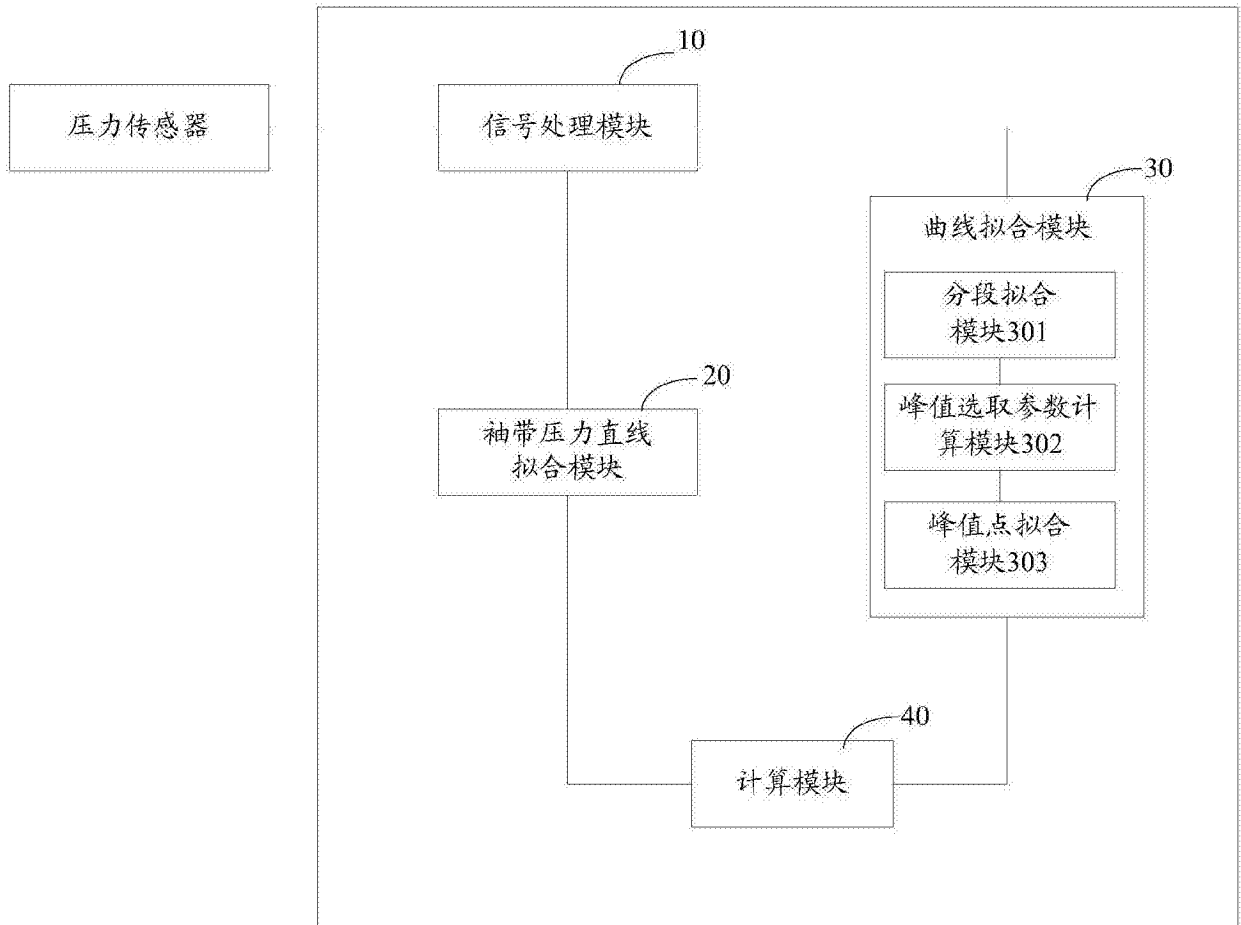 10
压力传感器
信号处理模块
30
曲线拟合模块
分段拟合
模块301
20
袖带压力直线
拟合模块
峰值选取参数计
算模块302
峰值点拟合
模块303
40
计算模块